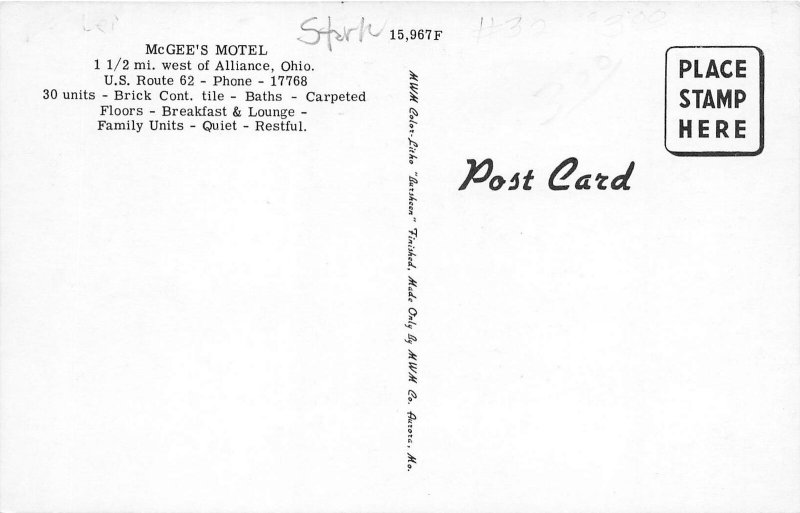 Stark
15,967F
McGEE'S MOTEL
1 1/2 mi. west of Alliance, Ohio.
U.S. Route 62 - Phone - 17768
30 units - Brick Cont. tile - Baths - Carpeted
Floors - Breakfast & Lounge -
Family Units - Quiet - Restful.
MWM Color-Litho "Dursheen" Finished, Made Only By MWM Co. Aurora, Mo.
PLACE
STAMP
HERE
Post Card